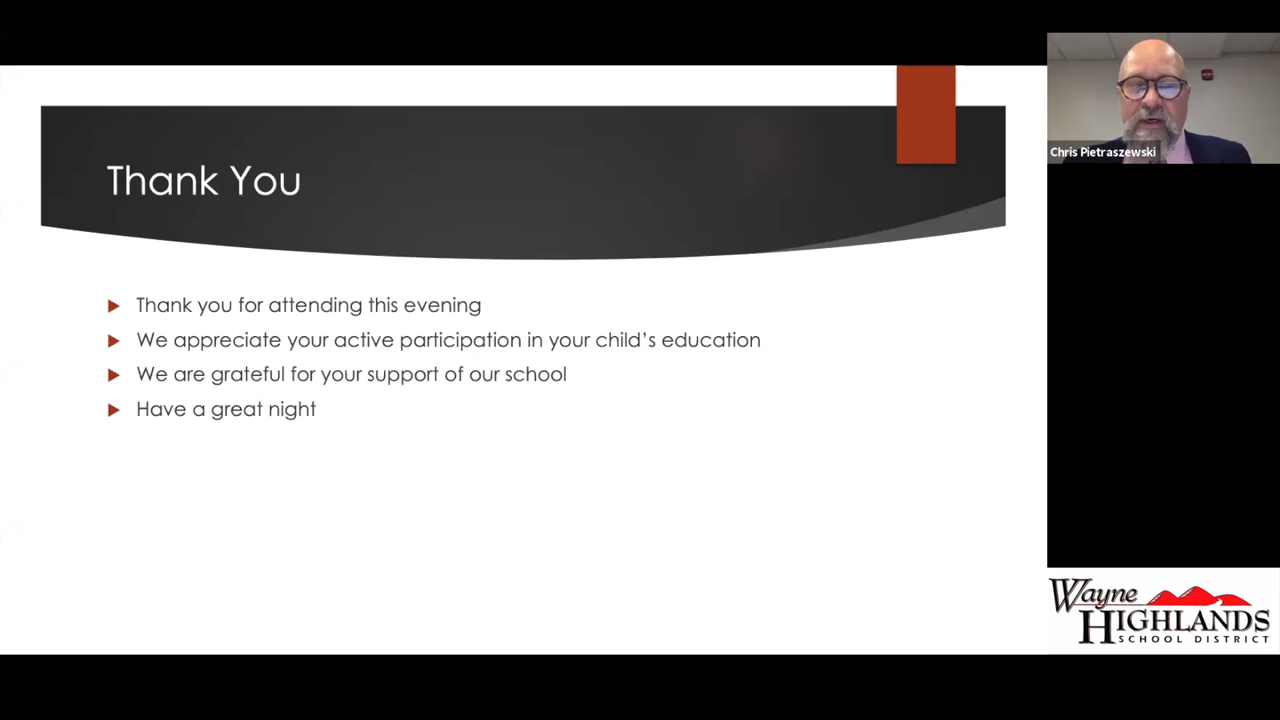 Thank You
Thank you for attending this evening
We appreciate your active participation in your child's education
We are grateful for your support of our school
Have a great night
Chris Pietraszewski
Wayne
HIGHLANDS
SCHOOL DISTRICT